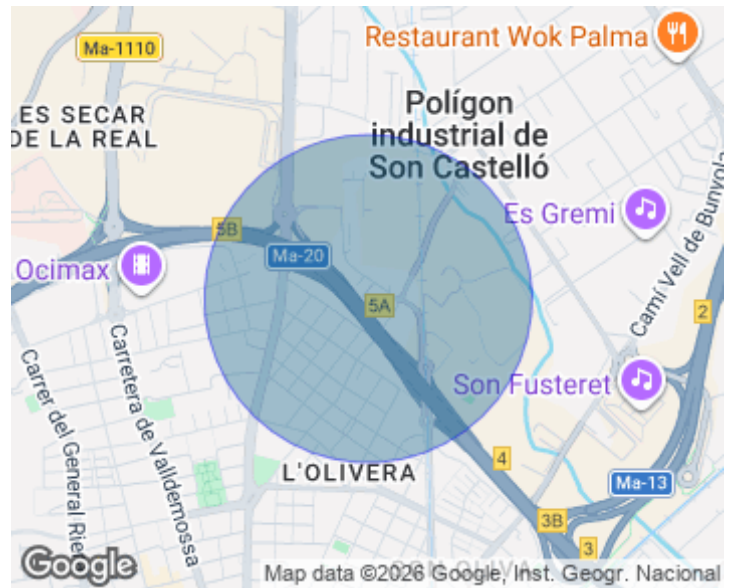 Ma-1110
Restaurant Wok Palma
ES SECAR
DE LA REAL
Polígon
industrial de
Son Castelló
Es Gremi
5B
Ma-20
Ocimax
5A
2
Camí Vell de Bunyola
Carretera de Valldemossa
Carrer del General Rie
Son Fusteret
L'OLIVERA
4
Ma-13
3B
3
Google
Map data ©2026 Google, Inst. Geogr. Nacional